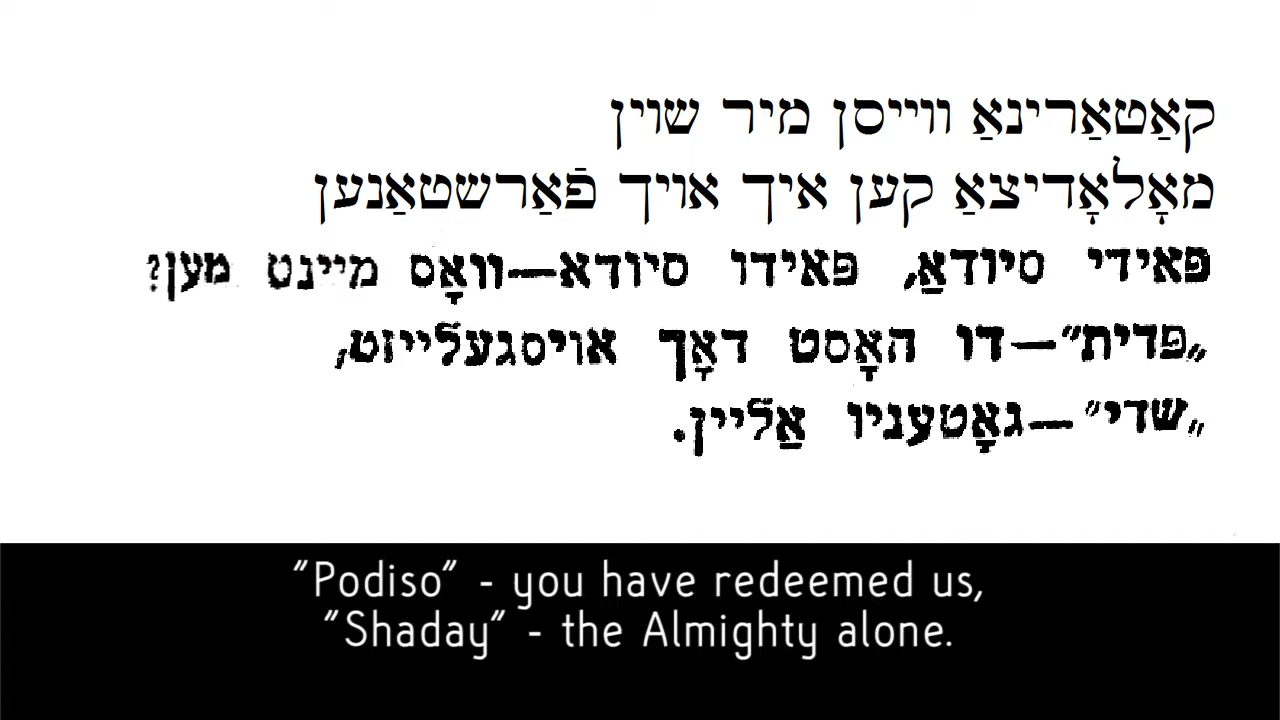 קאַטאַרינאַ ווייסן מיר שוין
מאָלאָדיצאַ קען איך אויך פֿאַרשטאַנען
פּאידי סיודאַ, פּאידו סיודא—וואָס מיינט מען?
„פּדית״—דו האָסט דאָך אויסגעלייזט,
„שדי״—גאָטעניו אַליין.
"Podiso" - you have redeemed us,
"Shaday" - the Almighty alone.